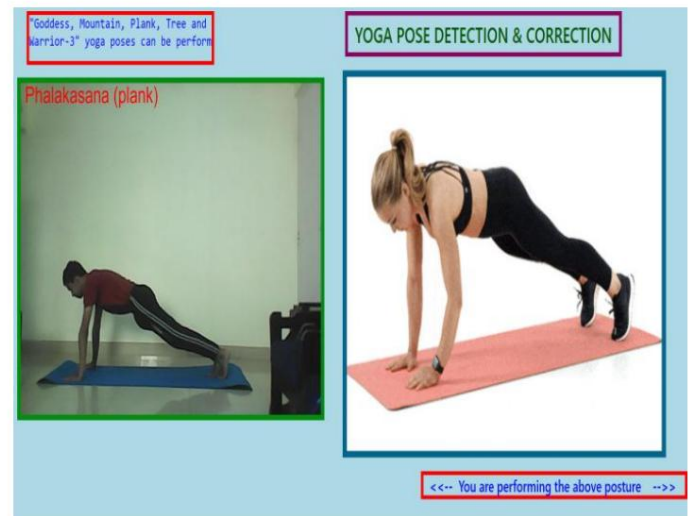 "Goddess, Mountain, Plank, Tree and
Warrior-3" yoga poses can be perform
YOGA POSE DETECTION & CORRECTION
Phalakasana (plank)
<<-- You are performing the above posture -->>